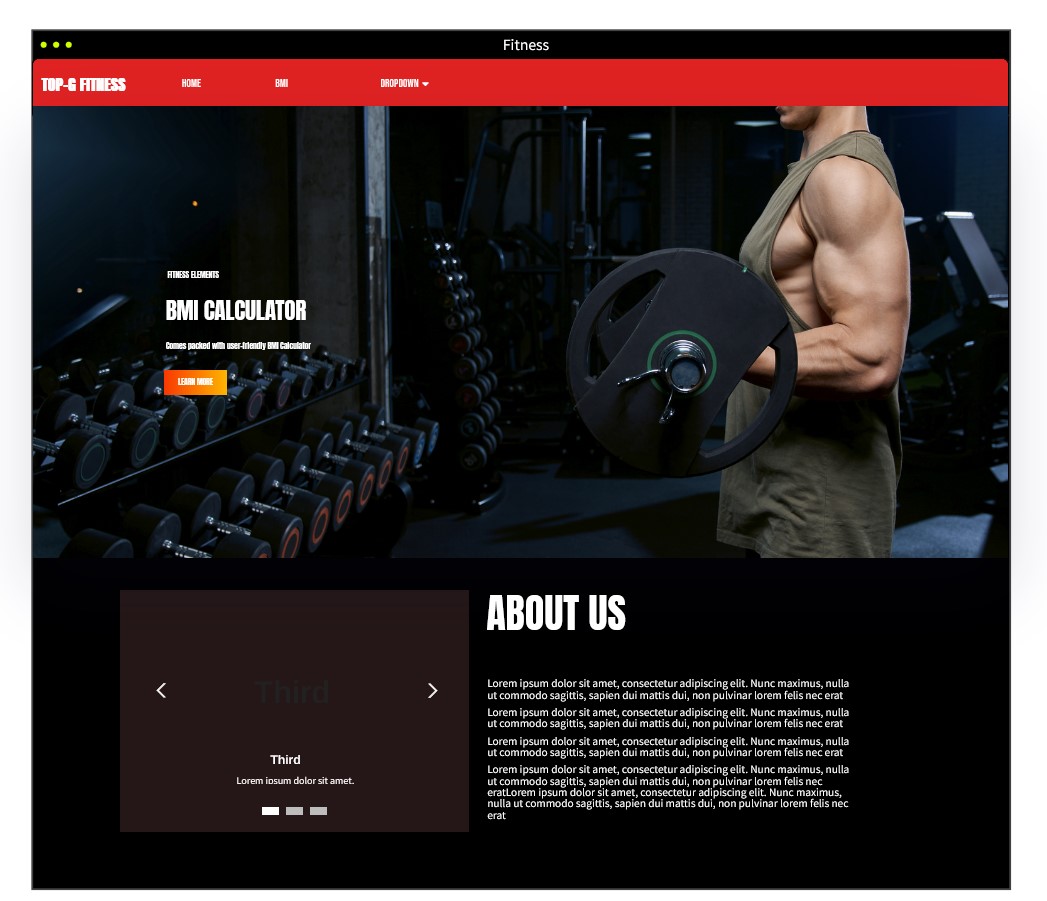 Fitness
TOP-G FITNESS
HOME
BMI
DROPDOWN
FITNESS ELEMENTS
BMI CALCULATOR
Comes packed with user-friendly BMI Calculator
LEARN MORE
ABOUT US
Third
Third
Lorem ipsum dolor sit amet.
Lorem ipsum dolor sit amet, consectetur adipiscing elit. Nunc maximus, nulla
ut commodo sagittis, sapien dui mattis dui, non pulvinar lorem felis nec erat
Lorem ipsum dolor sit amet, consectetur adipiscing elit. Nunc maximus, nulla
ut commodo sagittis, sapien dui mattis dui, non pulvinar lorem felis nec erat
Lorem ipsum dolor sit amet, consectetur adipiscing elit. Nunc maximus, nulla
ut commodo sagittis, sapien dui mattis dui, non pulvinar lorem felis nec erat
Lorem ipsum dolor sit amet, consectetur adipiscing elit. Nunc maximus, nulla
ut commodo sagittis, sapien dui mattis dui, non pulvinar lorem felis nec
eratLorem ipsum dolor sit amet, consectetur adipiscing elit. Nunc maximus,
nulla ut commodo sagittis, sapien dui mattis dui, non pulvinar lorem felis nec
erat